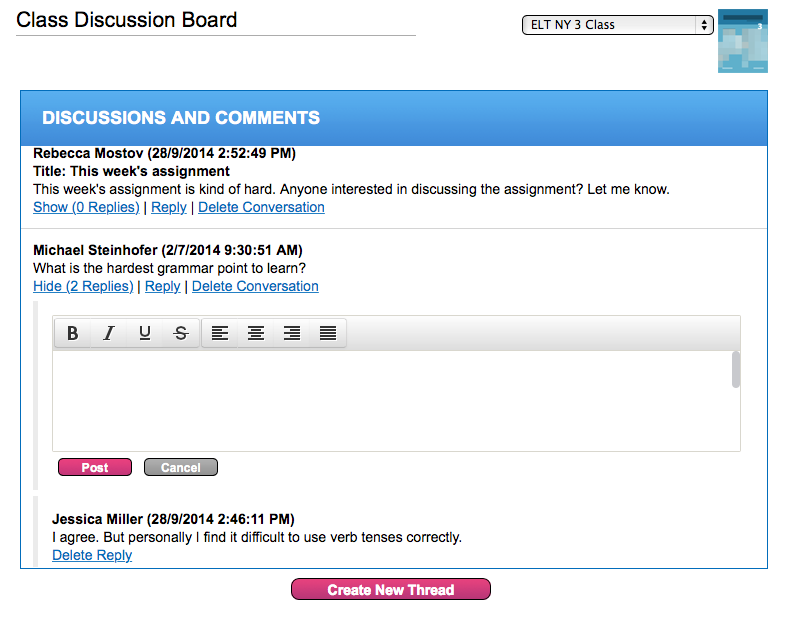 Class Discussion Board
ELT NY 3 Class
3
DISCUSSIONS AND COMMENTS
Rebecca Mostov (28/9/2014 2:52:49 PM)
Title: This week's assignment
This week's assignment is kind of hard. Anyone interested in discussing the assignment? Let me know.
Show (0 Replies) | Reply | Delete Conversation
Michael Steinhofer (2/7/2014 9:30:51 AM)
What is the hardest grammar point to learn?
Hide (2 Replies) | Reply | Delete Conversation
B I U S
Post Cancel
Jessica Miller (28/9/2014 2:46:11 PM)
I agree. But personally I find it difficult to use verb tenses correctly.
Delete Reply
Create New Thread